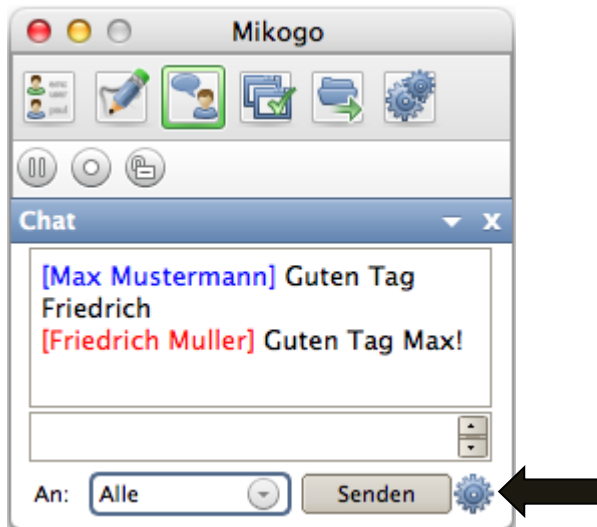 Mikogo
Chat
[Max Mustermann] Guten Tag
Friedrich
[Friedrich Muller] Guten Tag Max!
An: Alle Senden